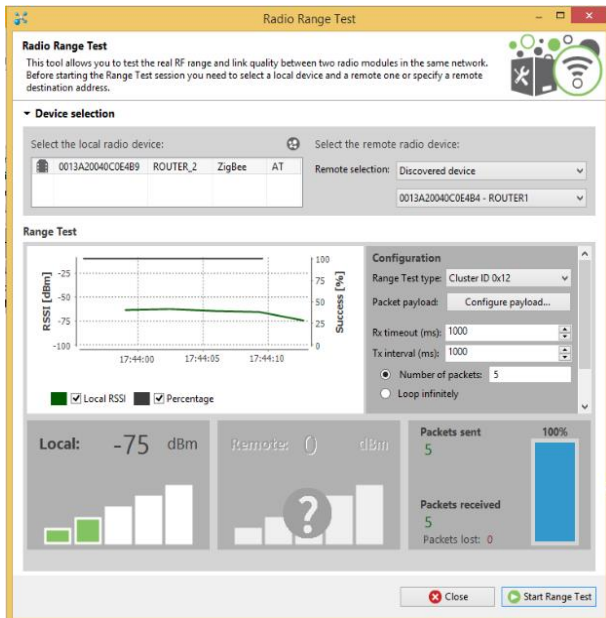 Radio Range Test
Radio Range Test
This tool allows you to test the real RF range and link quality between two radio modules in the same network.
Before starting the Range Test session you need to select a local device and a remote one or specify a remote
destination address.
Device selection
Select the local radio device:
0013A20040C0E4B9 ROUTER_2 ZigBee AT
Select the remote radio device:
Remote selection: Discovered device
0013A20040C0E4B4 - ROUTER1
Range Test
RSSI [dBm]
-25
-50
-75
-100
100
75
50
25
0
Success [%]
17:44:00 17:44:05 17:44:10
Local RSSI Percentage
Configuration
Range Test type: Cluster ID 0x12
Packet payload: Configure payload...
Rx timeout (ms): 1000
Tx interval (ms): 1000
Number of packets: 5
Loop infinitely
Local: -75 dBm
Remote: 0 dBm
?
Packets sent 100%
5
Packets received
5
Packets lost: 0
Close Start Range Test